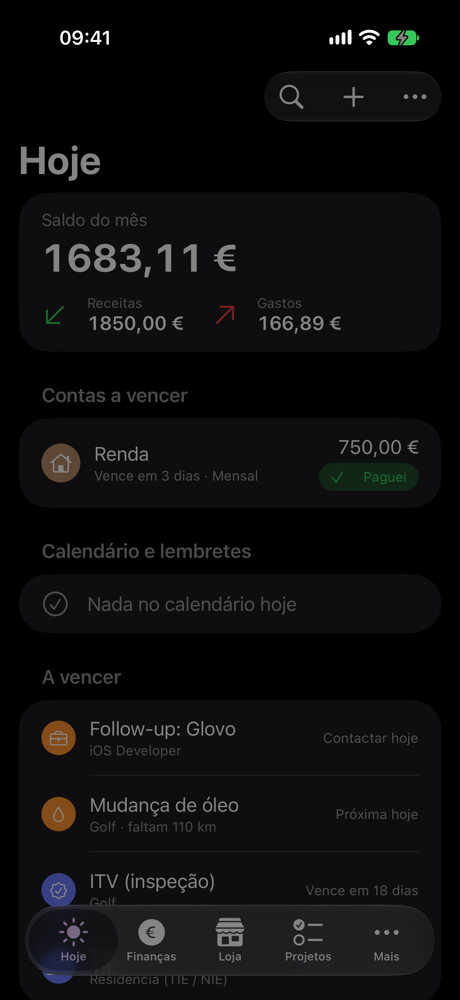 09:41
Hoje
Saldo do mês
1683,11 €
Receitas
1850,00 €
Gastos
166,89 €
Contas a vencer
Renda
750,00 €
Vence em 3 dias · Mensal
Paguei
Calendário e lembretes
Nada no calendário hoje
A vencer
Follow-up: Glovo
iOS Developer
Contactar hoje
Mudança de óleo
Golf · faltam 110 km
Próxima hoje
ITV (inspeção)
Golf
Vence em 18 dias
Residência (TIE / NIE)
Hoje
Finanças
Loja
Projetos
Mais